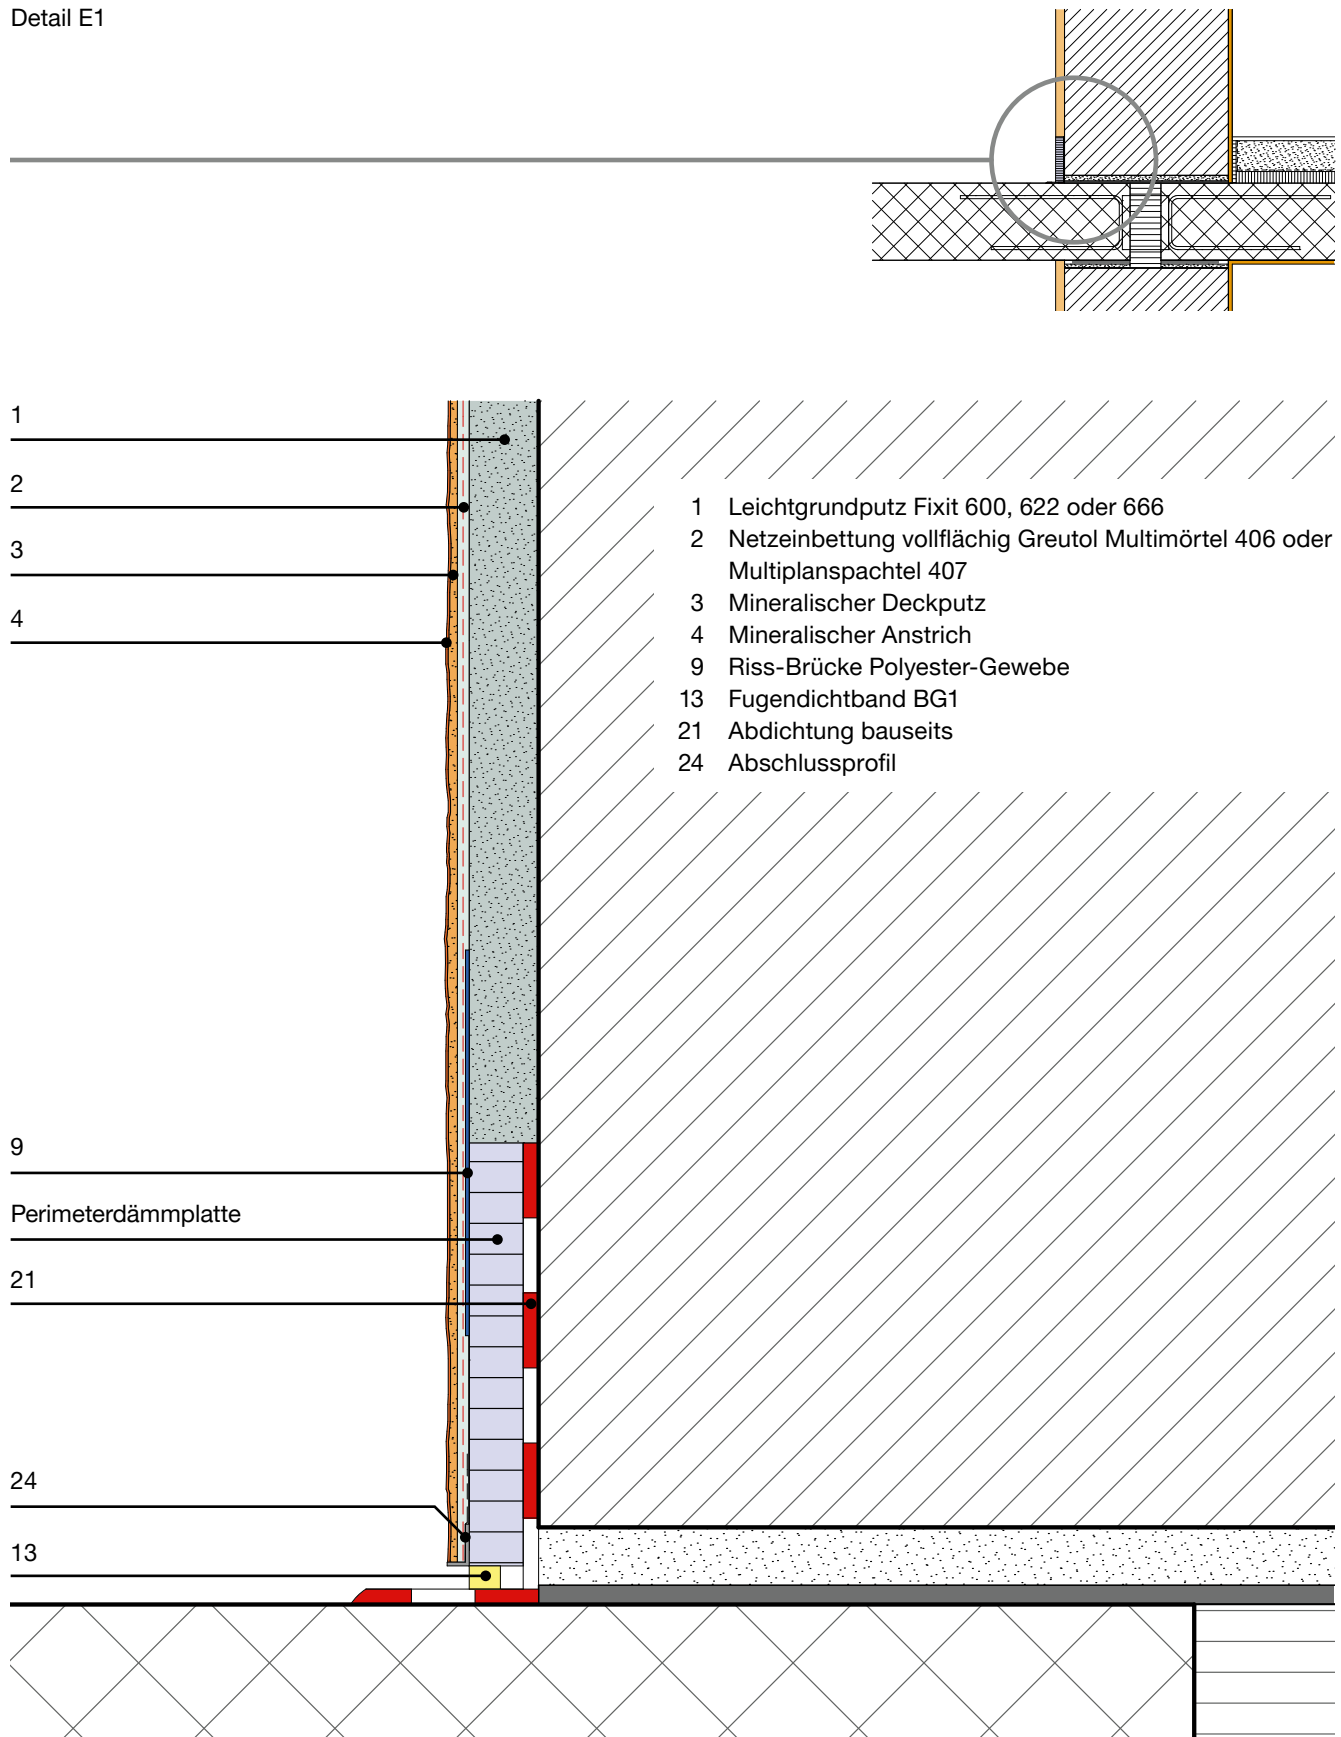 Detail E1
1
2
3
4
1 Leichtgrundputz Fixit 600, 622 oder 666
2 Netzeinbettung vollflächig Greutol Multimörtel 406 oder
Multiplanspachtel 407
3 Mineralischer Deckputz
4 Mineralischer Anstrich
9 Riss-Brücke Polyester-Gewebe
13 Fugendichtband BG1
21 Abdichtung bauseits
24 Abschlussprofil
9
Perimeterdämmplatte
21
24
13